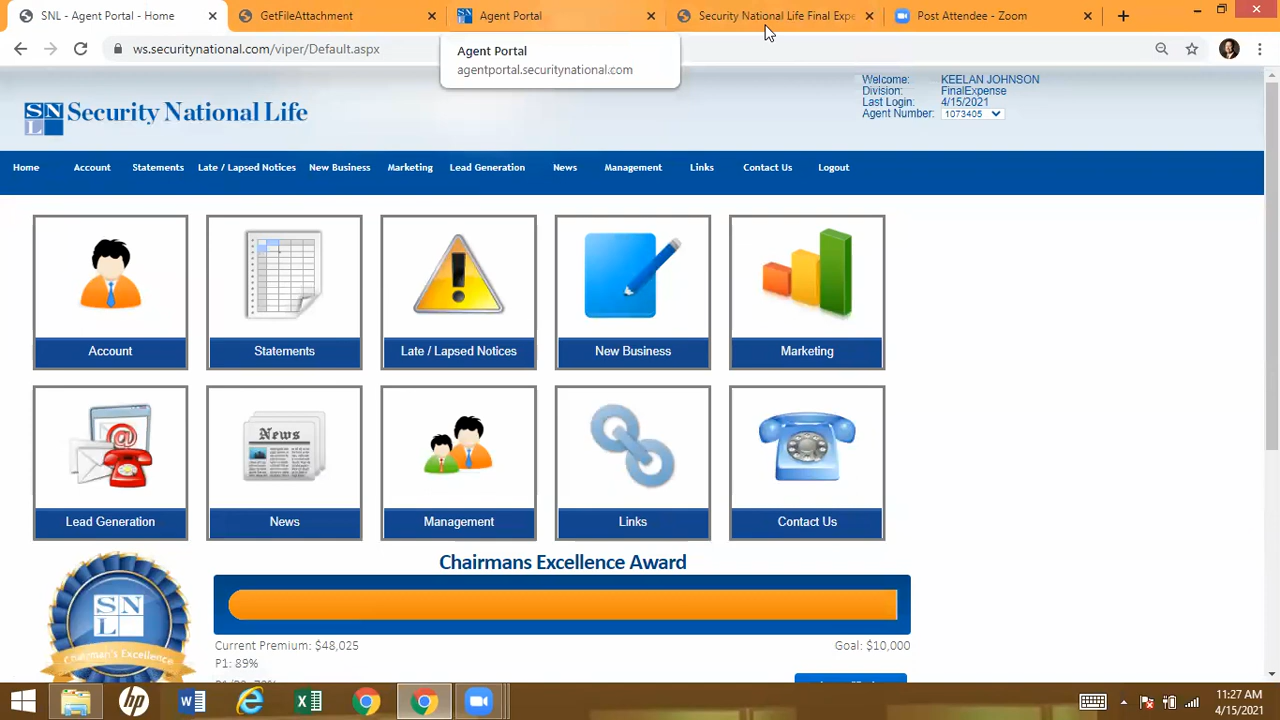 SNL - Agent Portal - Home
GetFileAttachment
Agent Portal
Security National Life Final Expe
Post Attendee - Zoom
ws.securitynational.com/viper/Default.aspx
Agent Portal
agentportal.securitynational.com
SN
L
Security National Life
Welcome: KEELAN JOHNSON
Division: FinalExpense
Last Login: 4/15/2021
Agent Number: 1073405
Home Account Statements Late / Lapsed Notices New Business Marketing Lead Generation News Management Links Contact Us Logout
Account Statements Late / Lapsed Notices New Business Marketing
News
Lead Generation News Management Links Contact Us
Chairmans Excellence Award
SN
L
Chairman's Excellence
Current Premium: $48,025 Goal: $10,000
P1: 89%
11:27 AM
4/15/2021